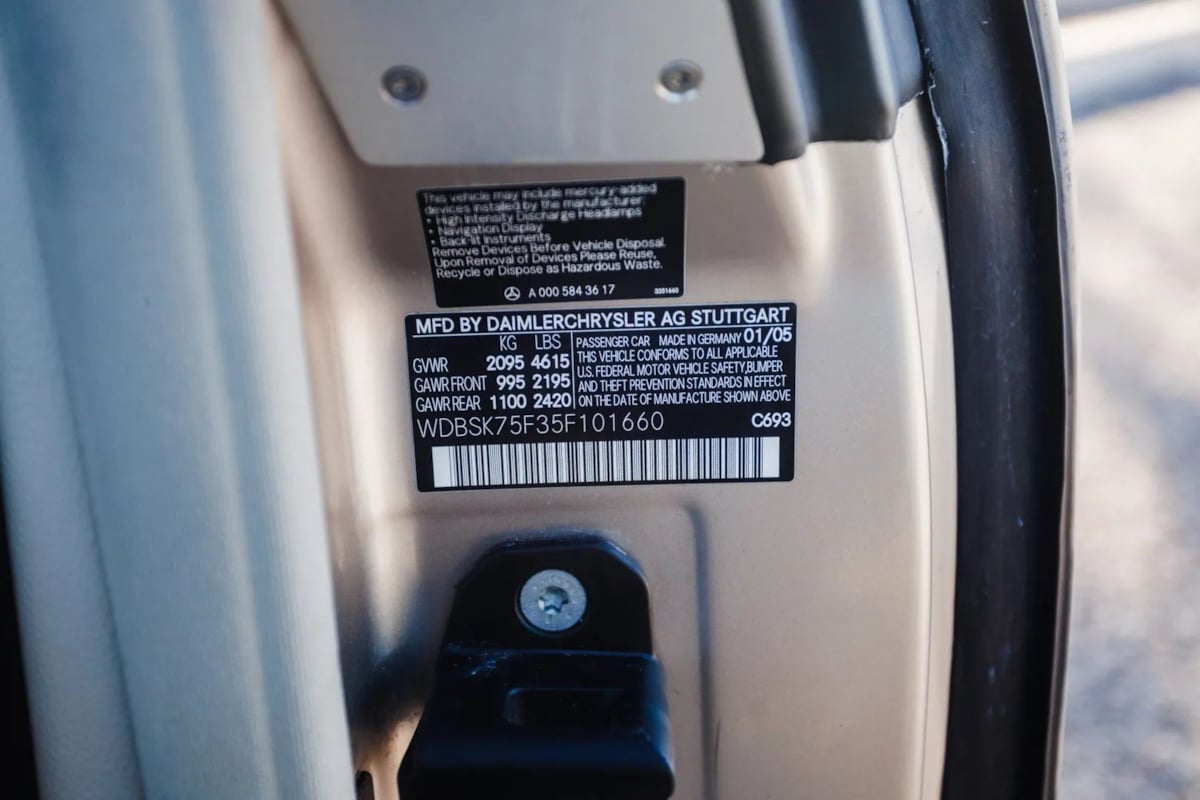 This vehicle may include mercury-added
devices installed by the manufacturer:
• High Intensity Discharge Headlamps
• Navigation Display
• Back-lit Instruments
Remove Devices Before Vehicle Disposal.
Upon Removal of Devices Please Reuse,
Recycle or Dispose as Hazardous Waste.
A 000 584 36 17 3351660
MFD BY DAIMLERCHRYSLER AG STUTTGART
KG LBS
GVWR 2095 4615
GAWR FRONT 995 2195
GAWR REAR 1100 2420
PASSENGER CAR MADE IN GERMANY 01/05
THIS VEHICLE CONFORMS TO ALL APPLICABLE
U.S. FEDERAL MOTOR VEHICLE SAFETY,BUMPER
AND THEFT PREVENTION STANDARDS IN EFFECT
ON THE DATE OF MANUFACTURE SHOWN ABOVE
WDBSK75F35F101660 C693